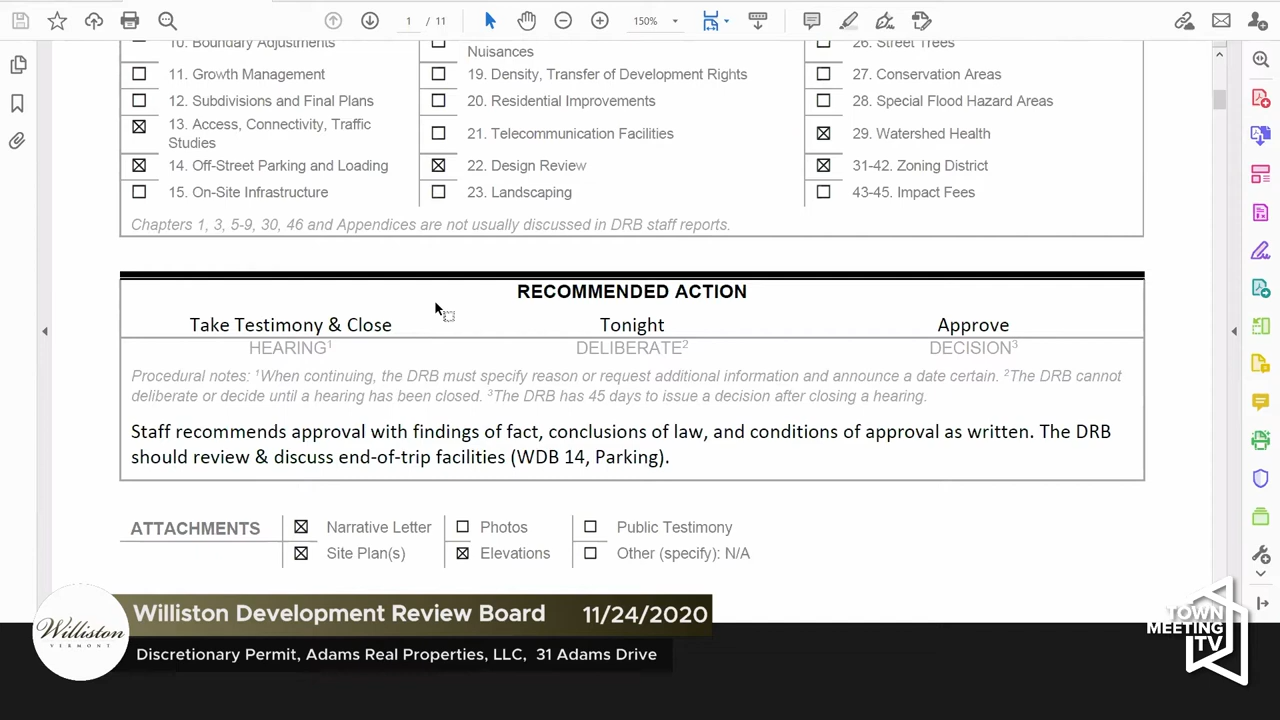 1 / 11
150%
10. Boundary Adjustments
11. Growth Management
12. Subdivisions and Final Plans
13. Access, Connectivity, Traffic
Studies
14. Off-Street Parking and Loading
15. On-Site Infrastructure
Nuisances
19. Density, Transfer of Development Rights
20. Residential Improvements
21. Telecommunication Facilities
22. Design Review
23. Landscaping
26. Street Trees
27. Conservation Areas
28. Special Flood Hazard Areas
29. Watershed Health
31-42. Zoning District
43-45. Impact Fees
Chapters 1, 3, 5-9, 30, 46 and Appendices are not usually discussed in DRB staff reports.
RECOMMENDED ACTION
Take Testimony & Close Tonight Approve
HEARING¹ DELIBERATE² DECISION³
Procedural notes: ¹When continuing, the DRB must specify reason or request additional information and announce a date certain. ²The DRB cannot
deliberate or decide until a hearing has been closed. ³The DRB has 45 days to issue a decision after closing a hearing.
Staff recommends approval with findings of fact, conclusions of law, and conditions of approval as written. The DRB
should review & discuss end-of-trip facilities (WDB 14, Parking).
ATTACHMENTS
Narrative Letter Photos Public Testimony
Site Plan(s) Elevations Other (specify): N/A
Williston
VERMONT
Williston Development Review Board 11/24/2020
Discretionary Permit, Adams Real Properties, LLC, 31 Adams Drive
TOWN
MEETING
TV